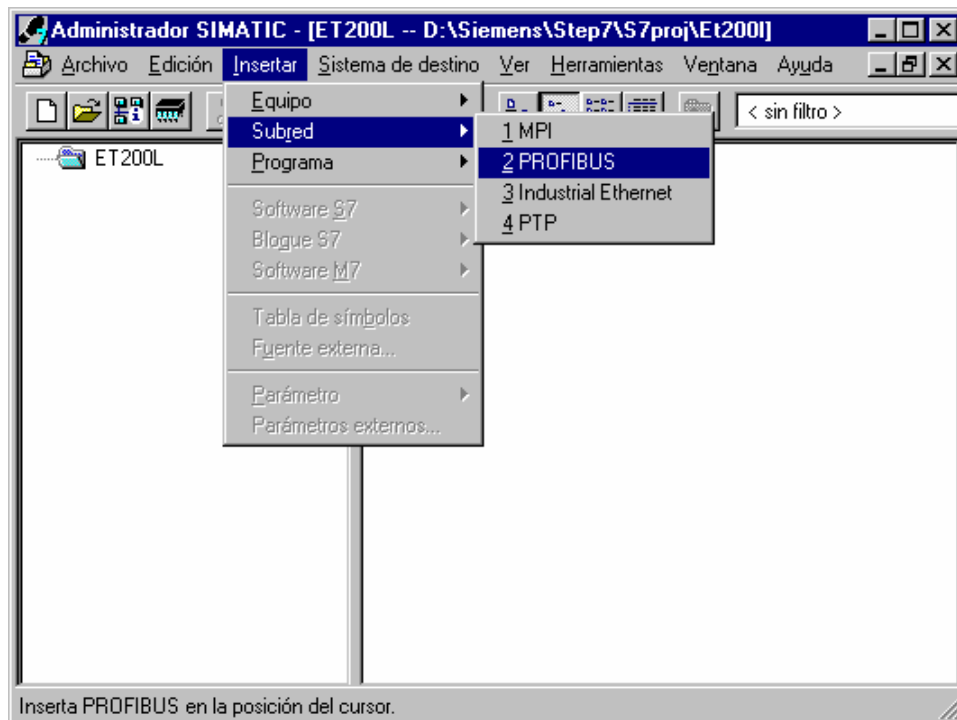 Administrador SIMATIC - [ET200L -- D:\Siemens\Step7\S7proj\Et200l]
Archivo Edición Insertar Sistema de destino Ver Herramientas Ventana Ayuda
< sin filtro >
ET200L
Equipo
Subred
Programa
Software S7
Bloque S7
Software M7
Tabla de símbolos
Fuente externa...
Parámetro
Parámetros externos...
1 MPI
2 PROFIBUS
3 Industrial Ethernet
4 PTP
Inserta PROFIBUS en la posición del cursor.